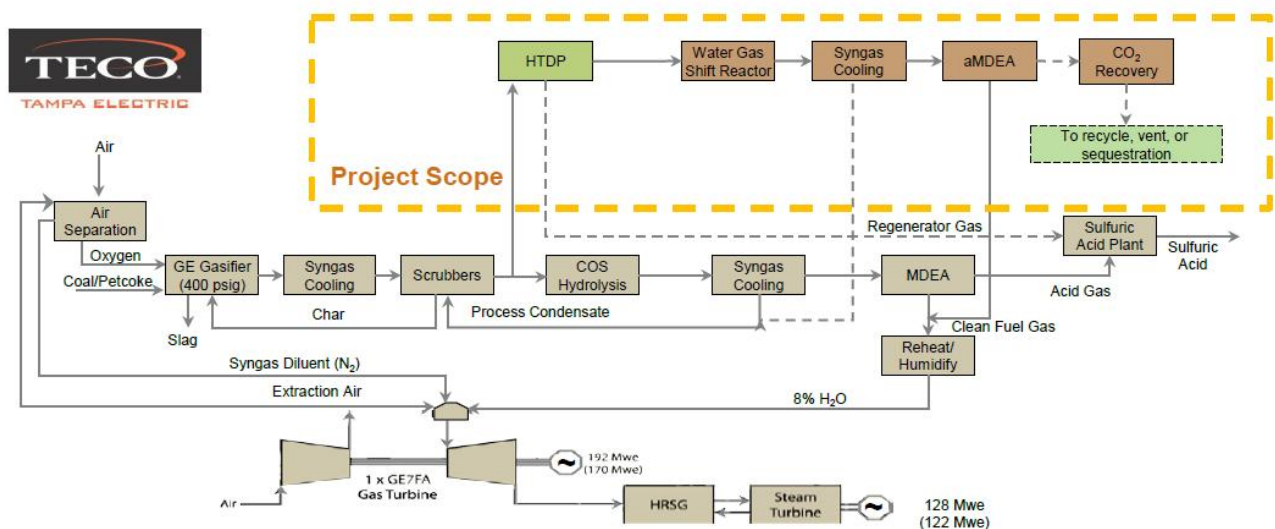 TECO
TAMPA ELECTRIC
HTDP
Water Gas
Shift Reactor
Syngas
Cooling
aMDEA
CO₂
Recovery
To recycle, vent, or
sequestration
Project Scope
Air
Air
Separation
Oxygen
Coal/Petcoke
GE Gasifier
(400 psig)
Slag
Syngas
Cooling
Char
Scrubbers
Process Condensate
COS
Hydrolysis
Syngas
Cooling
MDEA
Regenerator Gas
Sulfuric
Acid Plant
Sulfuric
Acid
Acid Gas
Clean Fuel Gas
Reheat/
Humidify
Syngas Diluent (N₂)
Extraction Air
8% H₂O
Air
1 x GE7FA
Gas Turbine
~
192 Mwe
(170 Mwe)
HRSG
Steam
Turbine
~
128 Mwe
(122 Mwe)